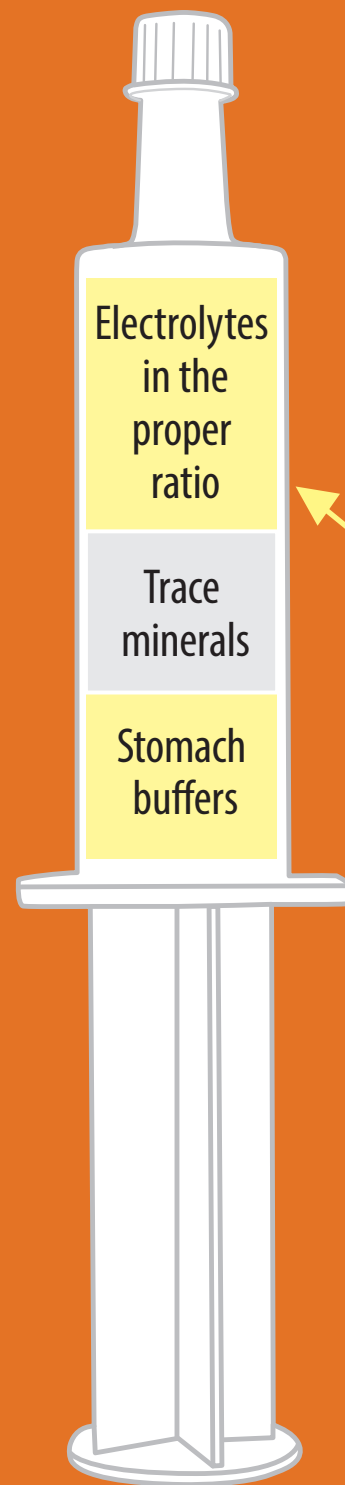 Electrolytes
in the
proper
ratio
Trace
minerals
Stomach
buffers